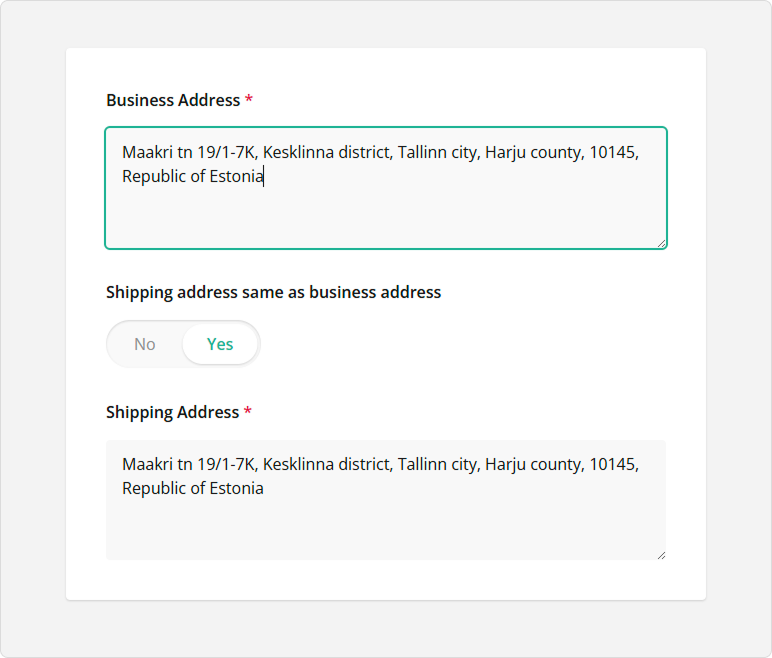 Business Address *
Maakri tn 19/1-7K, Kesklinna district, Tallinn city, Harju county, 10145,
Republic of Estonia
Shipping address same as business address
No Yes
Shipping Address *
Maakri tn 19/1-7K, Kesklinna district, Tallinn city, Harju county, 10145,
Republic of Estonia